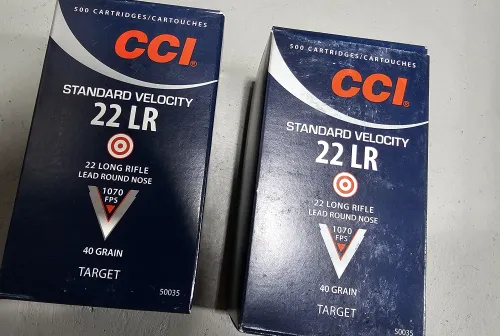 500 CARTRIDGES/CARTOUCHES
CCI®
STANDARD VELOCITY
22 LR
22 LONG RIFLE
LEAD ROUND NOSE
1070
FPS
40 GRAIN
TARGET
50035
500 CARTRIDGES/CARTOUCHES
CCI®
STANDARD VELOCITY
22 LR
22 LONG RIFLE
LEAD ROUND NOSE
1070
FPS
40 GRAIN
TARGET
50035